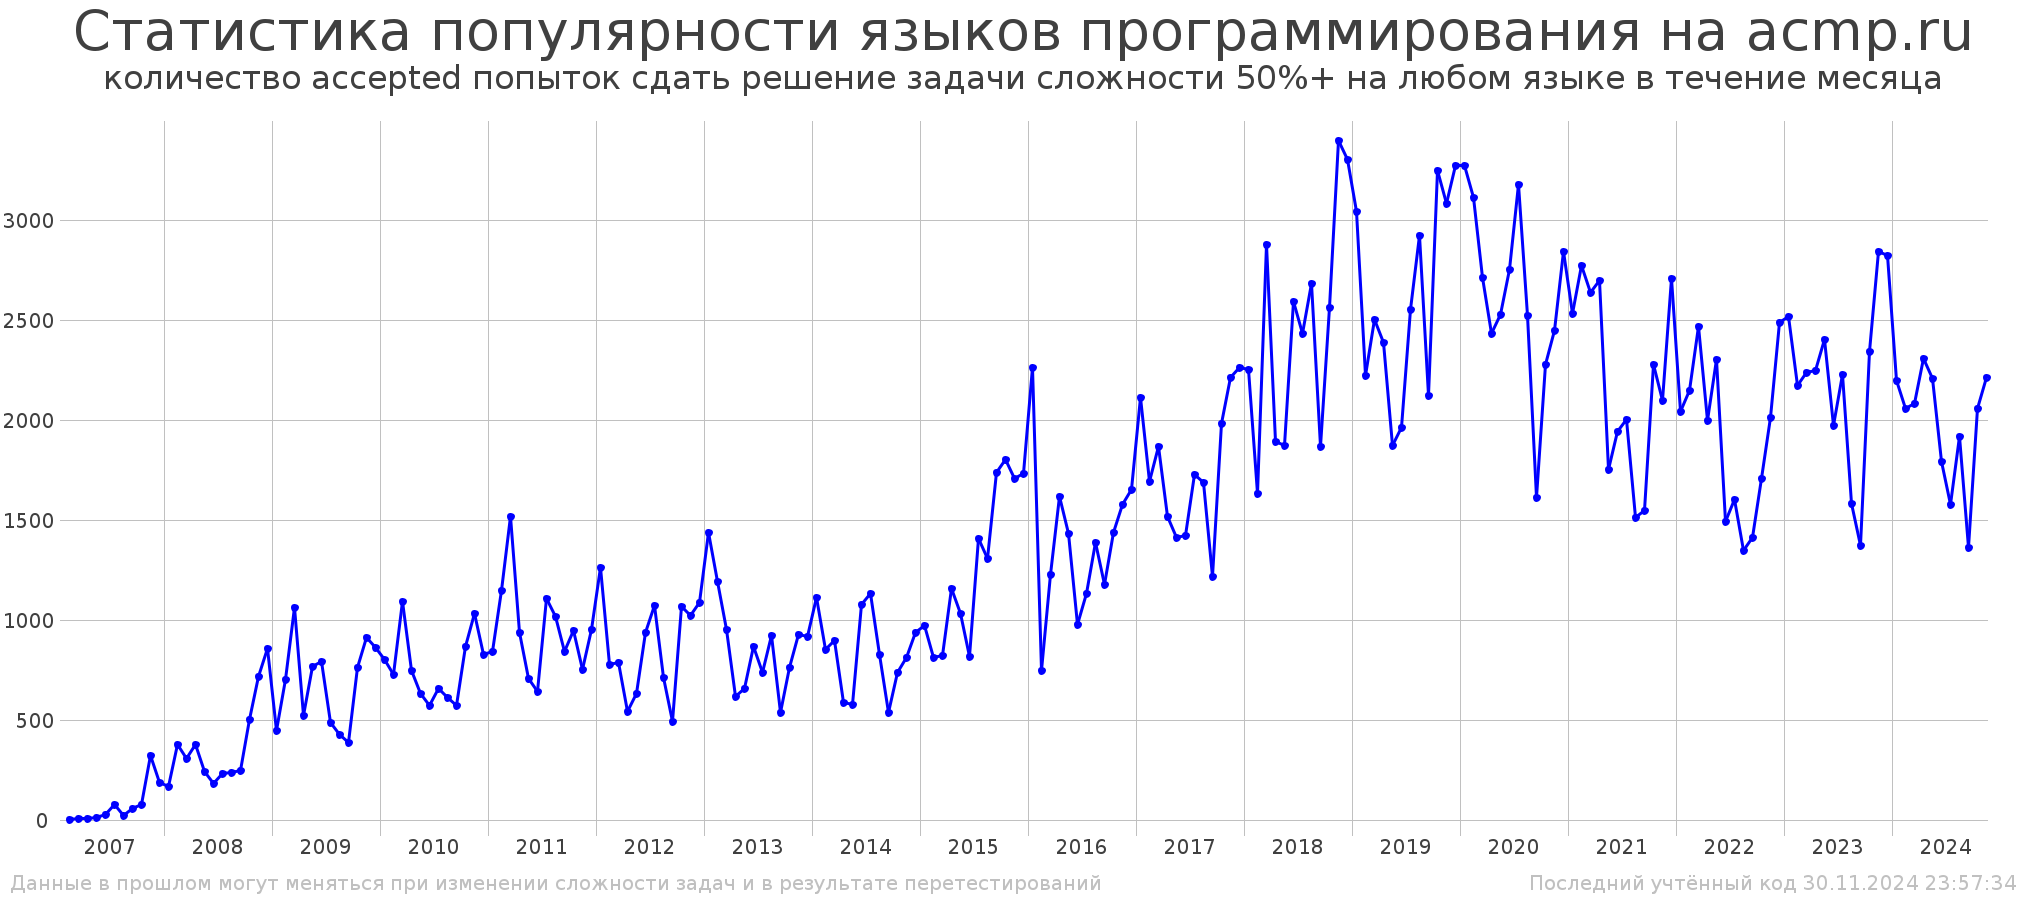 Статистика популярности языков программирования на acmp.ru
количество accepted попыток сдать решение задачи сложности 50%+ на любом языке в течение месяца
3000
2500
2000
1500
1000
500
0
2007 2008 2009 2010 2011 2012 2013 2014 2015 2016 2017 2018 2019 2020 2021 2022 2023 2024
Данные в прошлом могут меняться при изменении сложности задач и в результате перетестирований
Последний учтённый код 30.11.2024 23:57:34